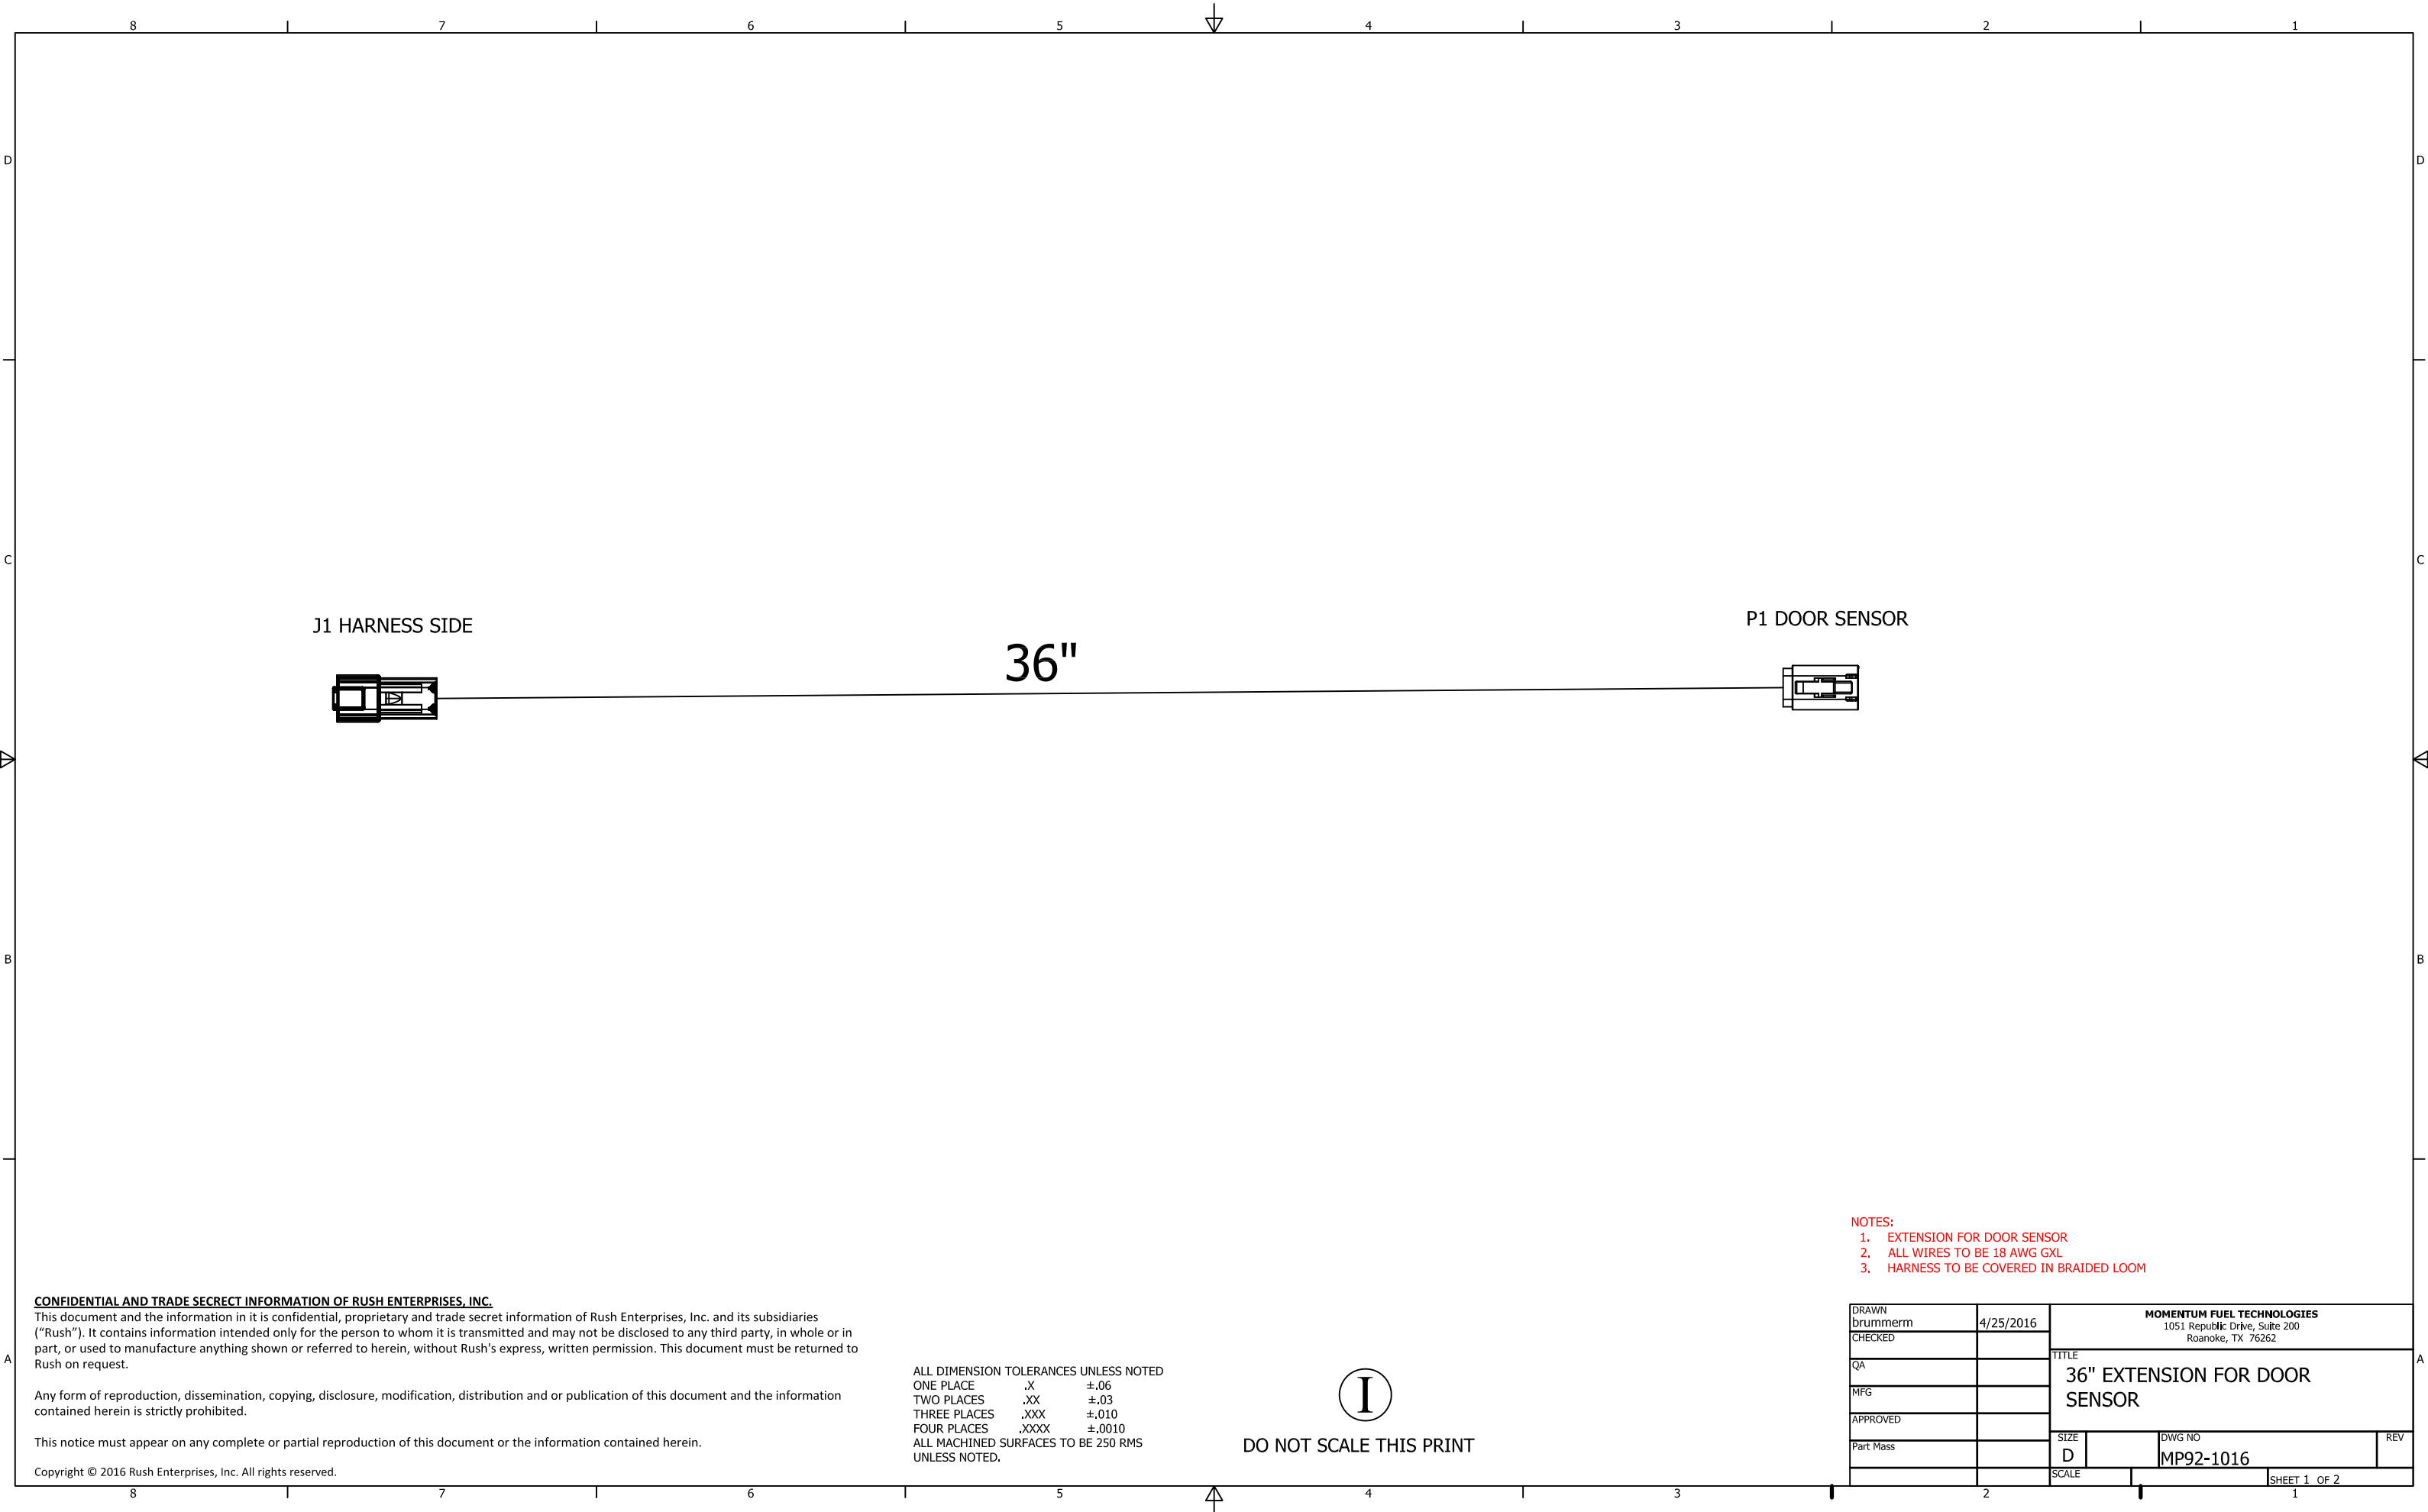 8 7 6 5 4 3 2 1
D D
C C
J1 HARNESS SIDE
P1 DOOR SENSOR
36"
B B
NOTES:
1. EXTENSION FOR DOOR SENSOR
2. ALL WIRES TO BE 18 AWG GXL
3. HARNESS TO BE COVERED IN BRAIDED LOOM
CONFIDENTIAL AND TRADE SECRECT INFORMATION OF RUSH ENTERPRISES, INC.
This document and the information in it is confidential, proprietary and trade secret information of Rush Enterprises, Inc. and its subsidiaries
(“Rush”). It contains information intended only for the person to whom it is transmitted and may not be disclosed to any third party, in whole or in
part, or used to manufacture anything shown or referred to herein, without Rush's express, written permission. This document must be returned to
Rush on request.
Any form of reproduction, dissemination, copying, disclosure, modification, distribution and or publication of this document and the information
contained herein is strictly prohibited.
This notice must appear on any complete or partial reproduction of this document or the information contained herein.
Copyright © 2016 Rush Enterprises, Inc. All rights reserved.
A A
ALL DIMENSION TOLERANCES UNLESS NOTED
ONE PLACE .X ±.06
TWO PLACES .XX ±.03
THREE PLACES .XXX ±.010
FOUR PLACES .XXXX ±.0010
ALL MACHINED SURFACES TO BE 250 RMS
UNLESS NOTED.
I
DO NOT SCALE THIS PRINT
DRAWN
brummerm 4/25/2016
CHECKED
QA
MFG
APPROVED
Part Mass
MOMENTUM FUEL TECHNOLOGIES
1051 Republic Drive, Suite 200
Roanoke, TX 76262
TITLE
36" EXTENSION FOR DOOR
SENSOR
SIZE DWG NO REV
D MP92-1016
SCALE SHEET 1 OF 2
8 7 6 5 4 3 2 1